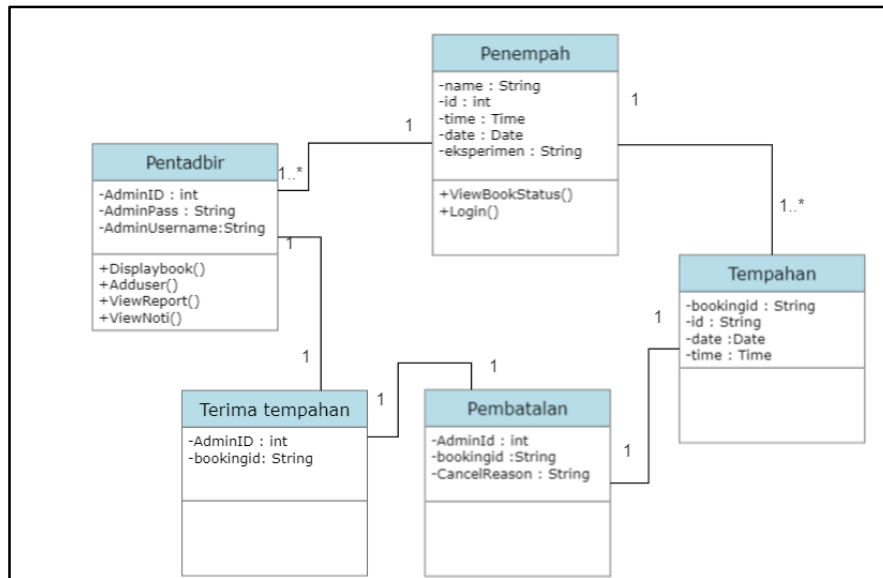 Penempah
-name : String
-id : int
-time : Time
-date : Date
-eksperimen : String
+ViewBookStatus()
+Login()
1
1
1..*
1..*
Pentadbir
-AdminID : int
-AdminPass : String
-AdminUsername:String
+Displaybook()
+Adduser()
+ViewReport()
+ViewNoti()
1
1
Tempahan
-bookingid : String
-id : String
-date :Date
-time : Time
1
1
Terima tempahan
-AdminID : int
-bookingid: String
1
1
Pembatalan
-AdminId : int
-bookingid :String
-CancelReason : String